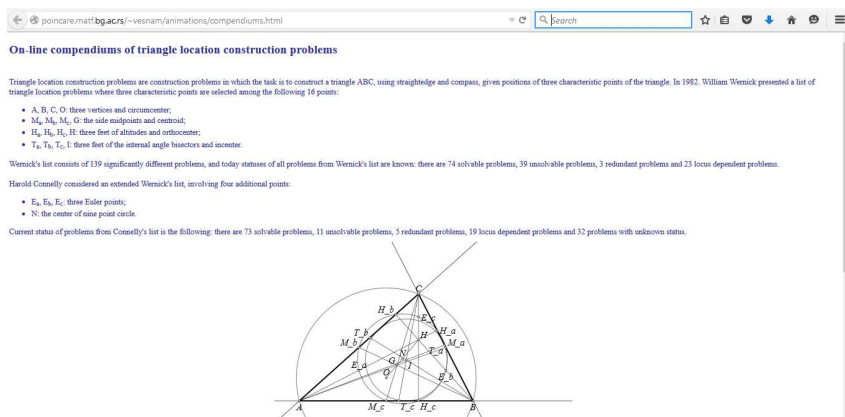 poincare.matf.bg.ac.rs/~vesnam/animations/compendiums.html
Search
On-line compendiums of triangle location construction problems
Triangle location construction problems are construction problems in which the task is to construct a triangle ABC, using straightedge and compass, given positions of three characteristic points of the triangle. In 1982. William Wernick presented a list of
triangle location problems where three characteristic points are selected among the following 16 points:
• A, B, C, O: three vertices and circumcenter;
• Ma, Mb, Mc, G: the side midpoints and centroid;
• Ha, Hb, Hc, H: three feet of altitudes and orthocenter;
• Ta, Tb, Tc, I: three feet of the internal angle bisectors and incenter.
Wernick's list consists of 139 significantly different problems, and today statuses of all problems from Wernick's list are known: there are 74 solvable problems, 39 unsolvable problems, 3 redundant problems and 23 locus dependent problems.
Harold Connelly considered an extended Wernick's list, involving four additional points:
• Ea, Eb, Ec: three Euler points;
• N: the center of nine point circle.
Current status of problems from Connelly's list is the following: there are 73 solvable problems, 11 unsolvable problems, 5 redundant problems, 19 locus dependent problems and 32 problems with unknown status.
C
H_b
E_c
T_b
H
H_a
M_b
M_a
N
T_a
E_a
G
I
O
E_b
A
M_c
T_c
H_c
B